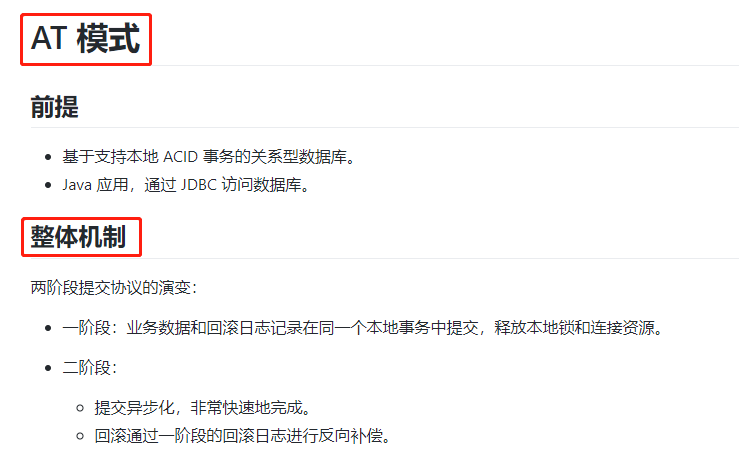 AT 模式
前提
基于支持本地 ACID 事务的关系型数据库。
Java 应用，通过 JDBC 访问数据库。
整体机制
两阶段提交协议的演变：
一阶段：业务数据和回滚日志记录在同一个本地事务中提交，释放本地锁和连接资源。
二阶段：
提交异步化，非常快速地完成。
回滚通过一阶段的回滚日志进行反向补偿。